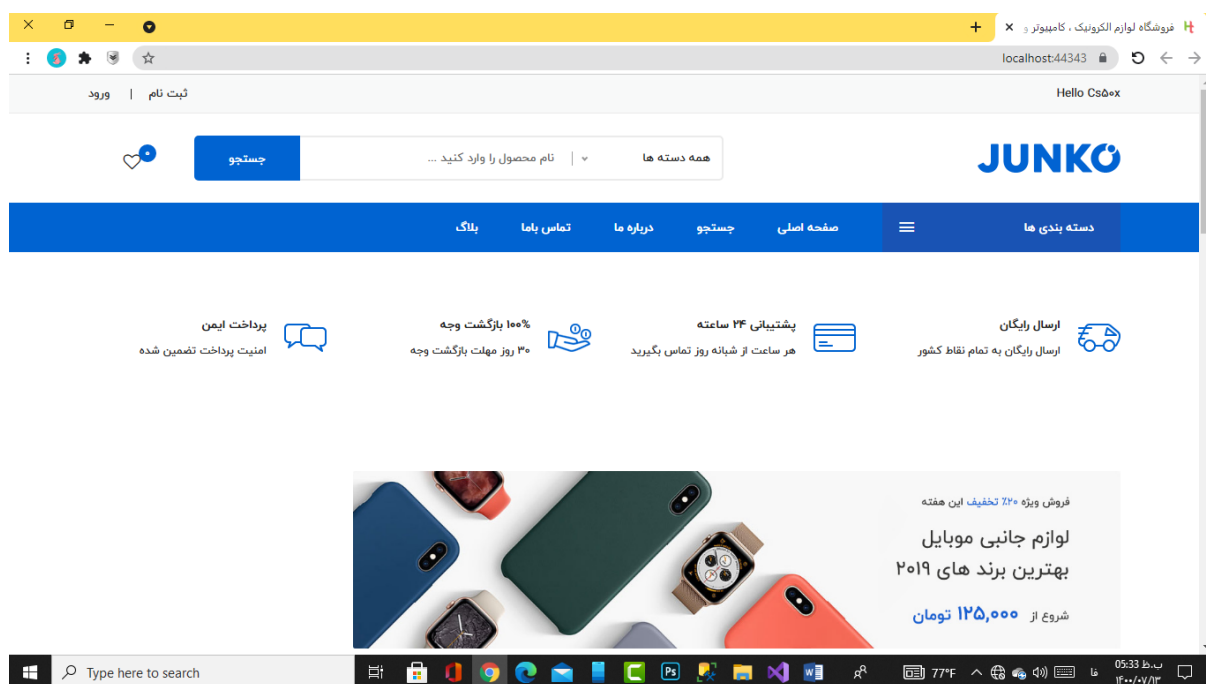 فروشگاه لوازم الکرونیک ، کامپیوتر و
localhost:44343
Hello Cs۵۰x
ثبت نام | ورود
JUNKO
همه دسته ها
نام محصول را وارد کنید ...
جستجو
۰
دسته بندی ها
صفحه اصلی
جستجو
درباره ما
تماس باما
بلاگ
ارسال رایگان
ارسال رایگان به تمام نقاط کشور
پشتیبانی ۲۴ ساعته
هر ساعت از شبانه روز تماس بگیرید
۱۰۰% بازگشت وجه
۳۰ روز مهلت بازگشت وجه
پرداخت ایمن
امنیت پرداخت تضمین شده
فروش ویژه ۲۰٪ تخفیف این هفته
لوازم جانبی موبایل
بهترین برند های ۲۰۱۹
شروع از ۱۲۵,۰۰۰ تومان
Type here to search
Ps
77°F
فا
05:33 ب.ظ
۱۴۰۰/۰۷/۱۳